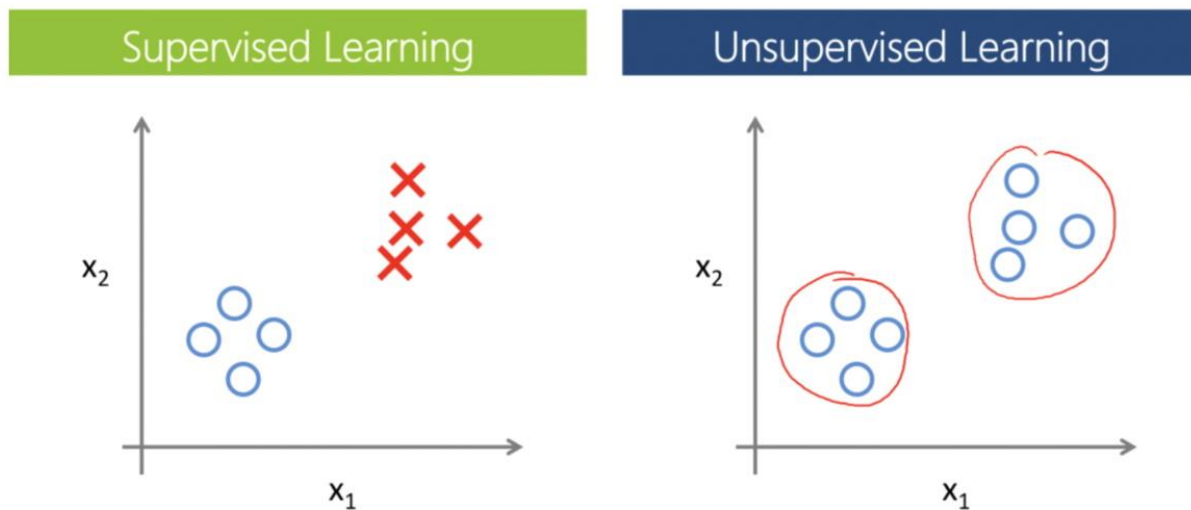 Supervised Learning
x₂
x₁
Unsupervised Learning
x₂
x₁